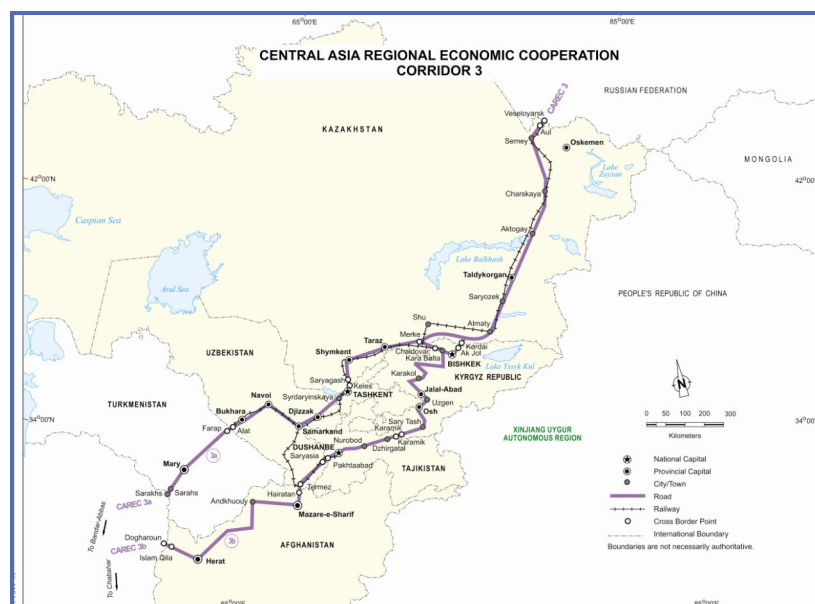 65°00'E
85°00'E
CENTRAL ASIA REGIONAL ECONOMIC COOPERATION
CORRIDOR 3
CAREC 3
RUSSIAN FEDERATION
Veseloyarsk
Aul
KAZAKHSTAN
Semey
Oskemen
MONGOLIA
Lake
Zaysan
42°00'N
42°00'N
Charskaya
Caspian Sea
Aktogay
Lake Balkhash
Aral Sea
Taldykorgan
PEOPLE'S REPUBLIC OF CHINA
Saryozek
Shu
Almaty
Merke
Taraz
Kordai
UZBEKISTAN
Shymkent
Chaldovar
Ak Jol
Kara Balta
BISHKEK
Lake Yssyk Kul
KYRGYZ REPUBLIC
Saryagash
Karakol
Keles
N
TURKMENISTAN
Navoi
Syrdaryinskaya
TASHKENT
Jalal-Abad
Uzgen
Bukhara
Djizzak
Osh
34°00'N
0 50 100 200 300
34°00'N
Farap
Alat
Samarkand
Sary Tash
Karamik
XINJIANG UYGUR
AUTONOMOUS REGION
Kilometers
DUSHANBE
Nurobod
Karamik
Saryasia
Dzhirgatal
National Capital
3a
Mary
Pakhtaabad
TAJIKISTAN
Provincial Capital
City/Town
Termez
Road
Sarakhs
Sarahs
Hairatan
Railway
CAREC 3a
Andkhuouy
Cross Border Point
Mazare-e-Sharif
International Boundary
To Bandar-Abbas
Dogharoun
Boundaries are not necessarily authoritative.
CAREC 3b
3b
AFGHANISTAN
Islam Qila
Herat
To Chabahar
65°00'E
85°00'E